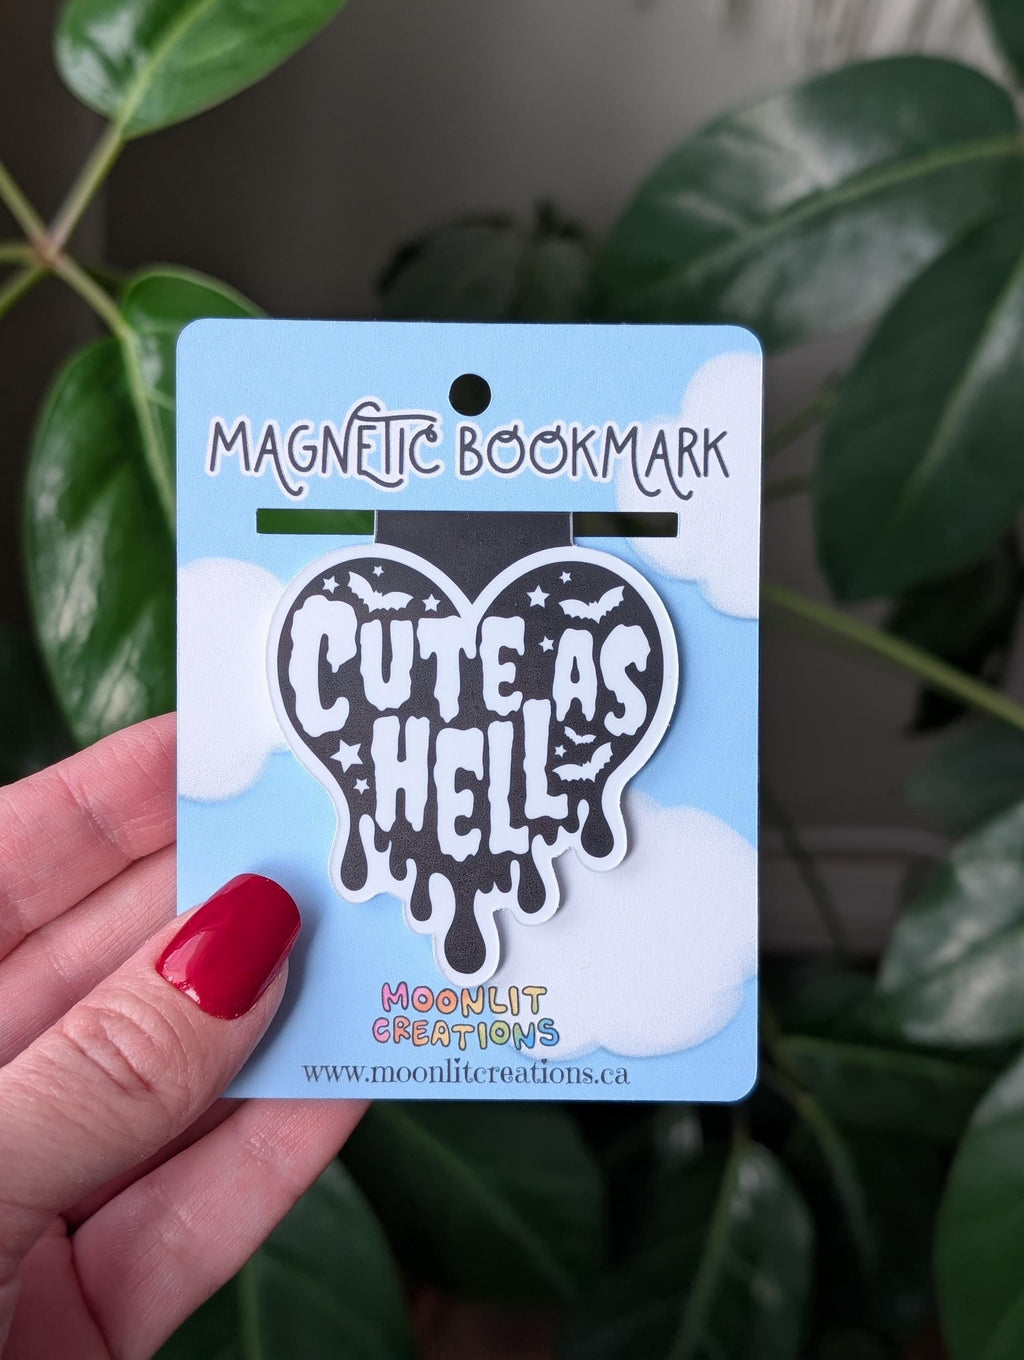 MAGNETIC BOOKMARK
CUTE AS
HELL
MOONLIT
CREATIONS
www.moonlitcreations.ca